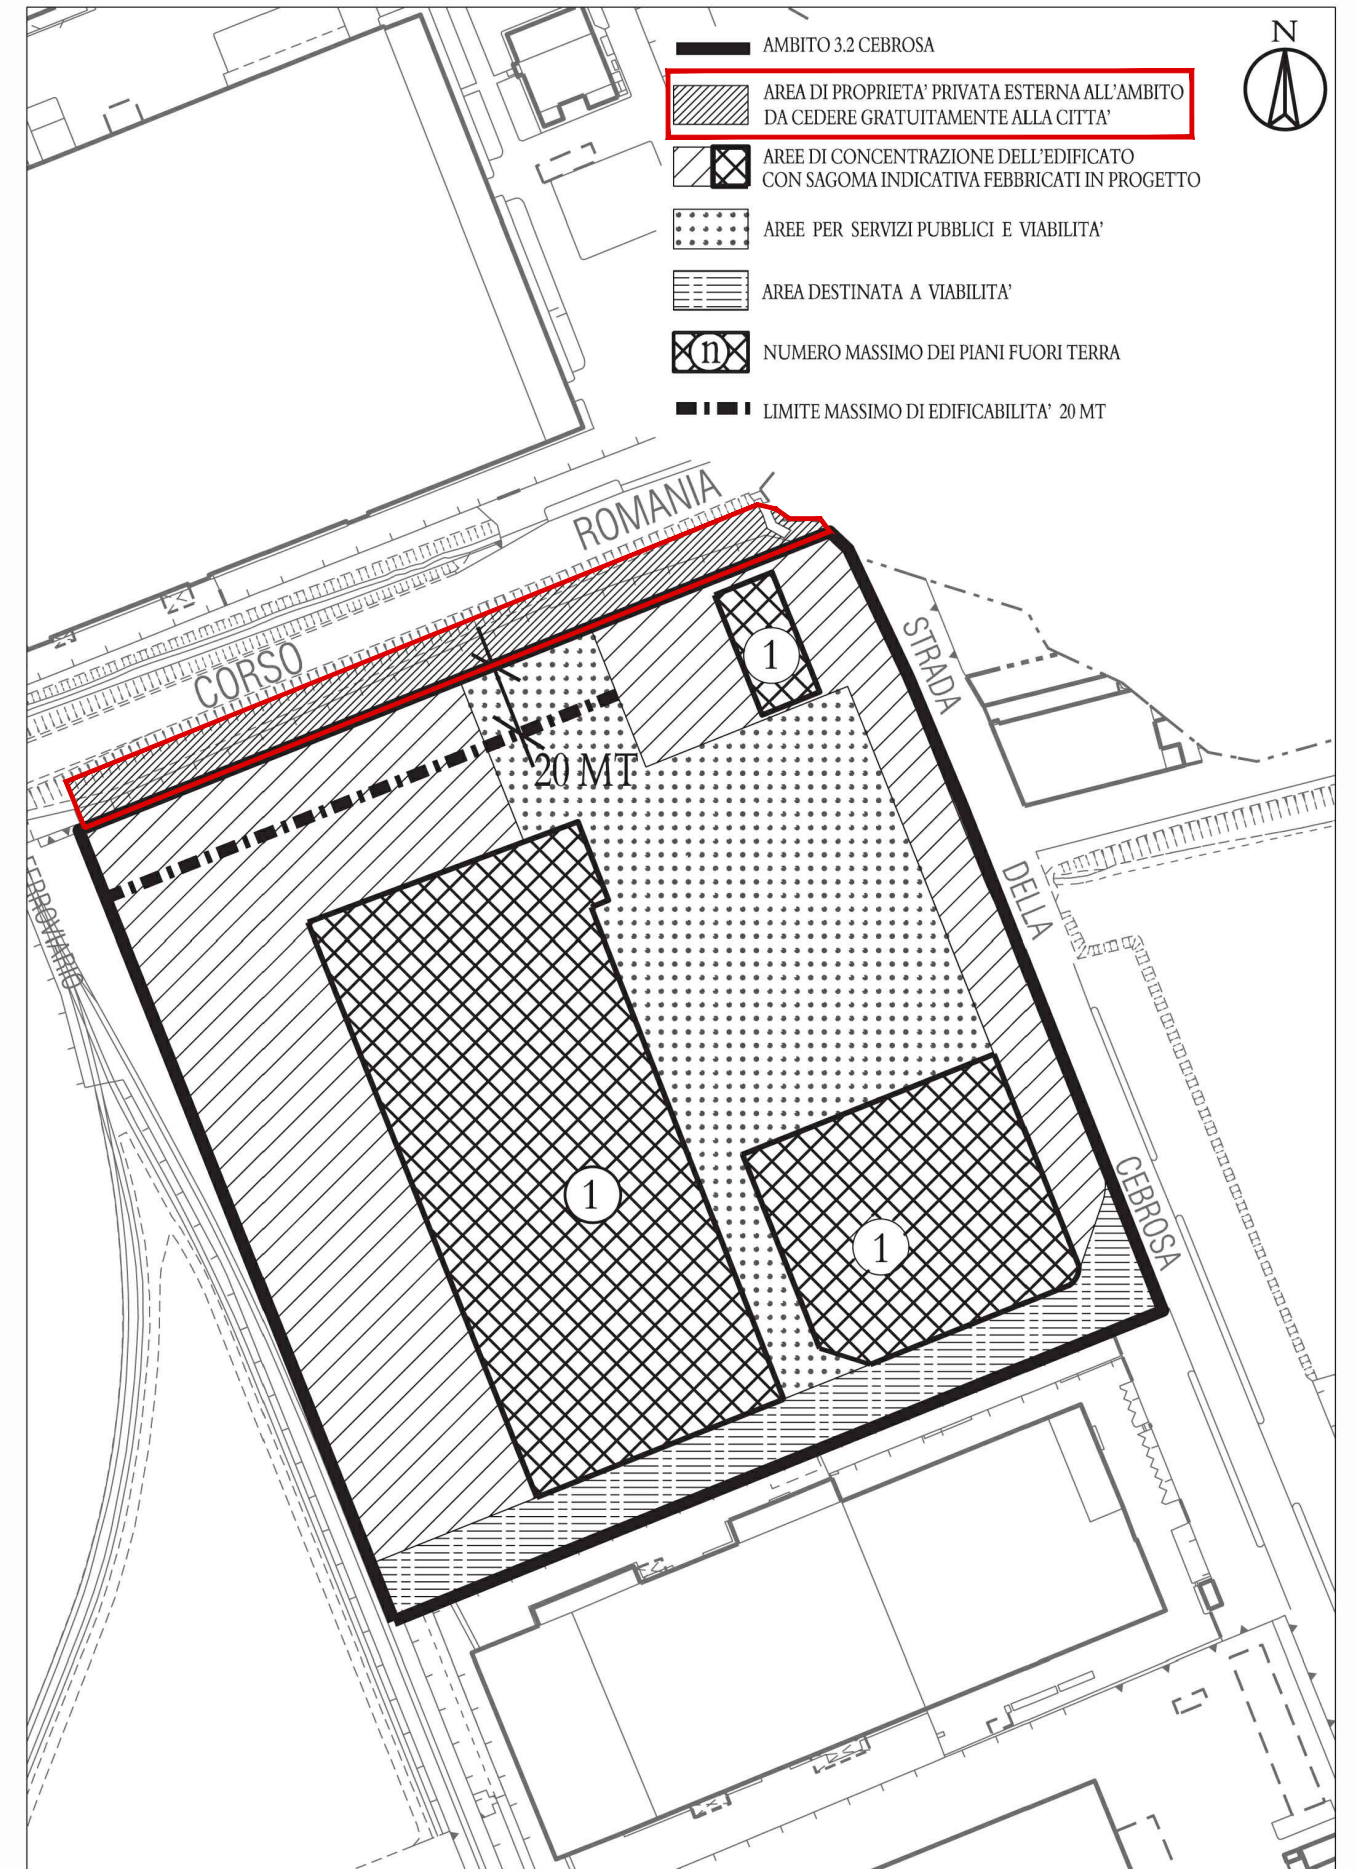 N
AMBITO 3.2 CEBROSA
AREA DI PROPRIETA' PRIVATA ESTERNA ALL'AMBITO
DA CEDERE GRATUITAMENTE ALLA CITTA'
AREE DI CONCENTRAZIONE DELL'EDIFICATO
CON SAGOMA INDICATIVA FEBBRICATI IN PROGETTO
AREE PER SERVIZI PUBBLICI E VIABILITA'
AREA DESTINATA A VIABILITA'
n
NUMERO MASSIMO DEI PIANI FUORI TERRA
LIMITE MASSIMO DI EDIFICABILITA' 20 MT
CORSO ROMANIA
STRADA DELLA CEBROSA
1
20 MT
FERROVIARIO
1
1